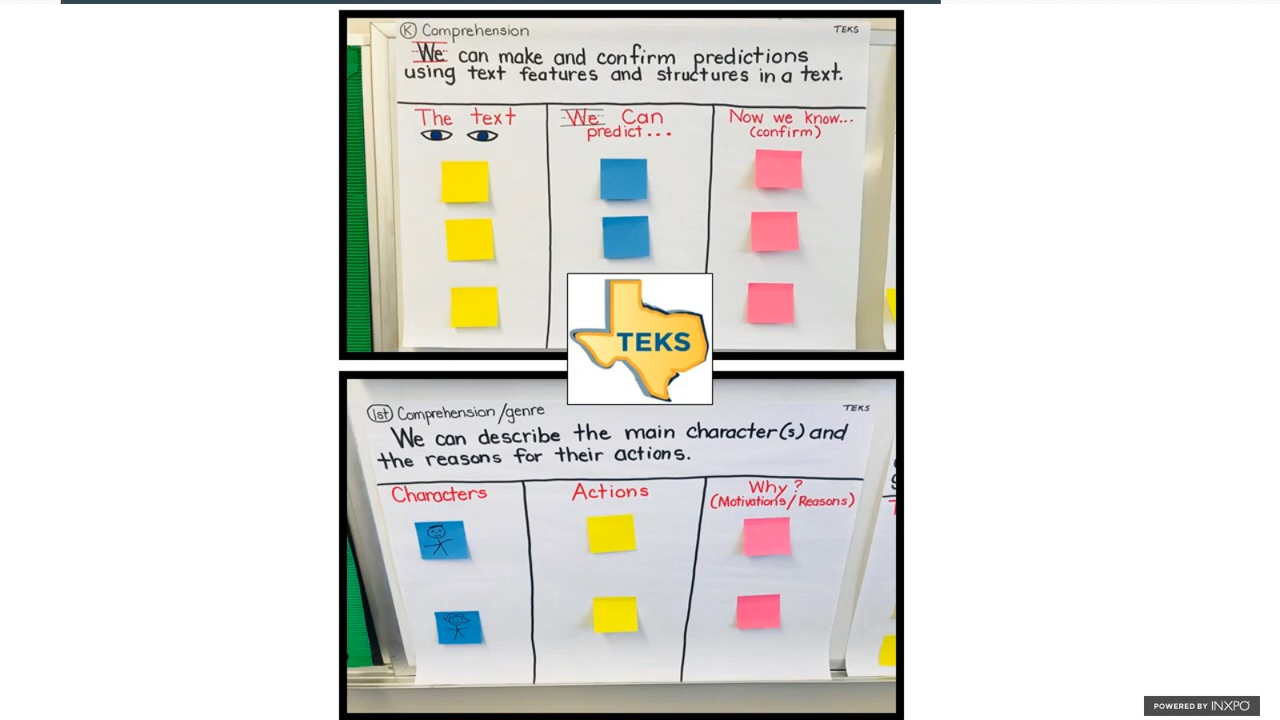 K Comprehension
TEKS
We can make and confirm predictions
using text features and structures in a text.
The text
We Can
predict...
Now we know...
(confirm)
TEKS
1st Comprehension/genre
TEKS
We can describe the main character(s) and
the reasons for their actions.
Characters
Actions
Why?
(Motivations/Reasons)
POWERED BY INXPO